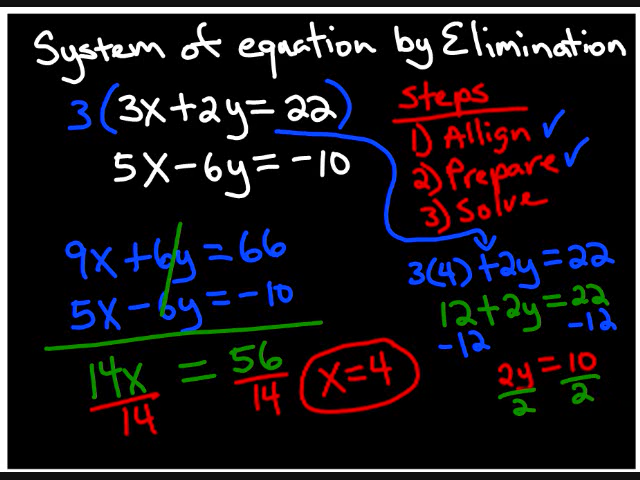 System of equation by Elimination
3(3x+2y=22)
5x-6y=-10
Steps
1) Allign ✓
2) Prepare ✓
3) Solve
9x+6y=66
5x-6y=-10
14x = 56
14 14
x=4
3(4)+2y=22
12+2y=22
-12 -12
2y=10
2 2